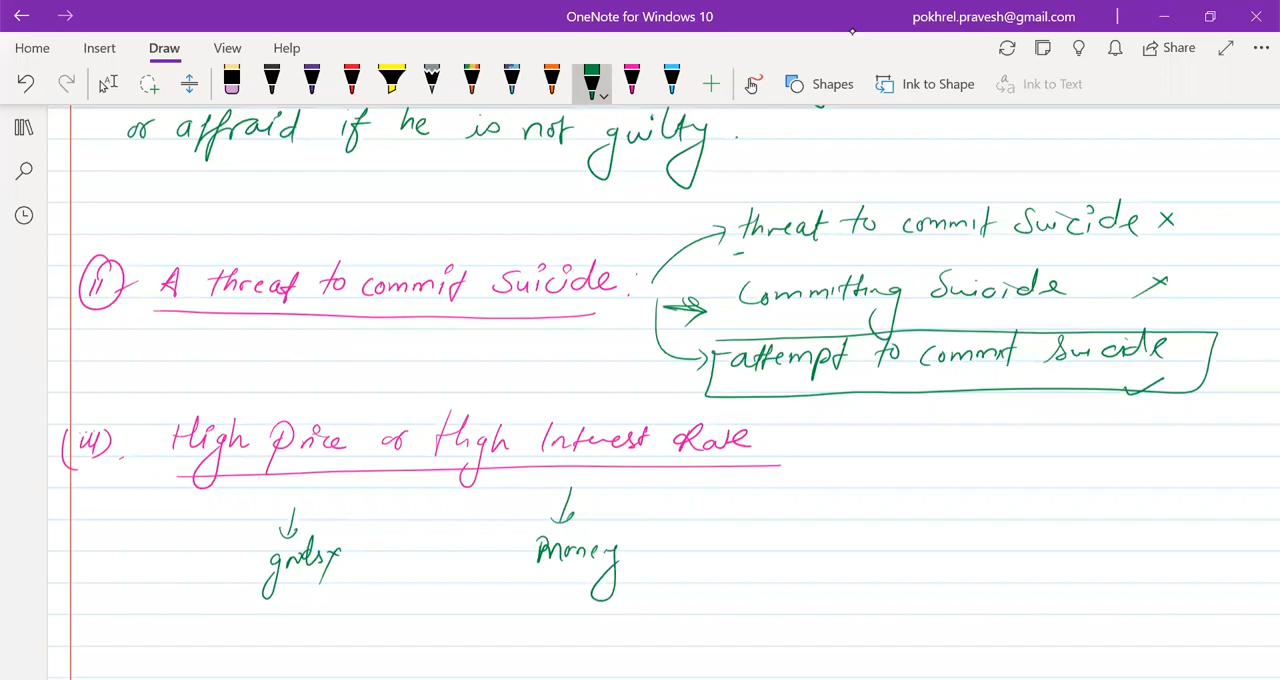 OneNote for Windows 10
pokhrel.pravesh@gmail.com
Home Insert Draw View Help
Share
Shapes Ink to Shape Ink to Text
or affraid if he is not guilty.
threat to commit suicide ×
(ii) A threat to commit suicide :
Committing suicide ×
attempt to commit suicide ✓
(iii). High Price or High Interest Rate
↓ ↓
goods money